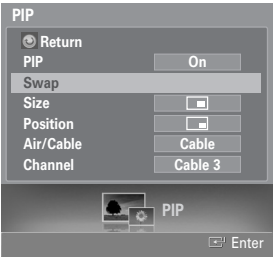 PIP
Return
PIP On
Swap
Size
Position
Air/Cable Cable
Channel Cable 3
PIP
Enter